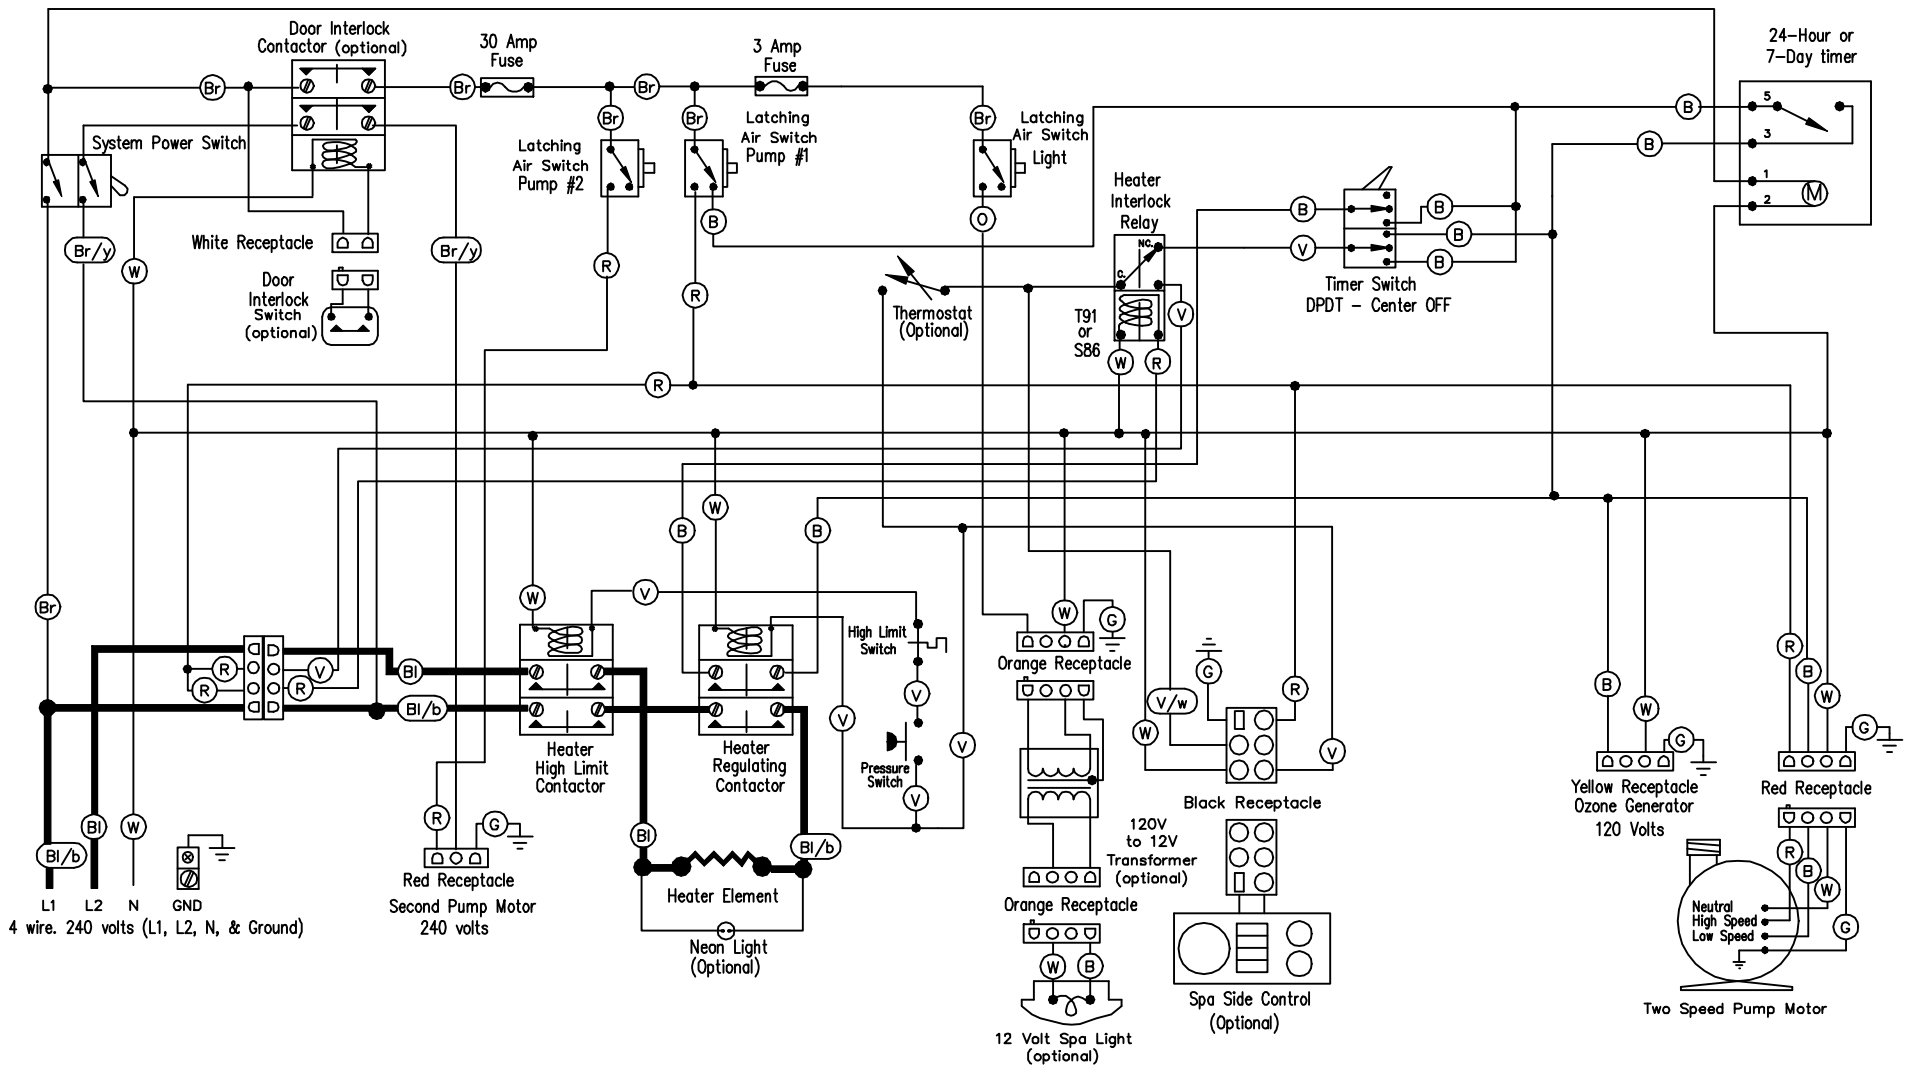 Door Interlock
Contactor (optional)
30 Amp
Fuse
3 Amp
Fuse
24-Hour or
7-Day timer
Br
Br
Br
5
B
Br
Br
Br
Latching
Air Switch
Pump #1
Latching
Air Switch
Light
System Power Switch
Latching
Air Switch
Pump #2
3
B
1
M
2
Heater
Interlock
Relay
B
B
B
O
B
Br/y
White Receptacle
Br/y
N.C.
V
B
W
R
C.
Timer Switch
DPDT - Center OFF
Door
Interlock
Switch
(optional)
R
Thermostat
(Optional)
V
T91
or
S86
W
R
R
W
B
B
W
V
Br
High Limit
Switch
W
G
Orange Receptacle
R
V
R
Bl
R
R
Bl/b
V
V
V
G
V/w
R
W
V
R
B
W
B
W
G
G
Heater
High Limit
Contactor
Heater
Regulating
Contactor
Pressure
Switch
V
Black Receptacle
Yellow Receptacle
Ozone Generator
120 Volts
Red Receptacle
R
G
Bl
W
Bl
Bl/b
Bl/b
120V
to 12V
Transformer
(optional)
R
B
W
G
Red Receptacle
Second Pump Motor
240 volts
Heater Element
Orange Receptacle
L1
L2
N
GND
4 wire. 240 volts (L1, L2, N, & Ground)
Neutral
High Speed
Low Speed
Neon Light
(Optional)
W
B
Spa Side Control
(Optional)
Two Speed Pump Motor
12 Volt Spa Light
(optional)